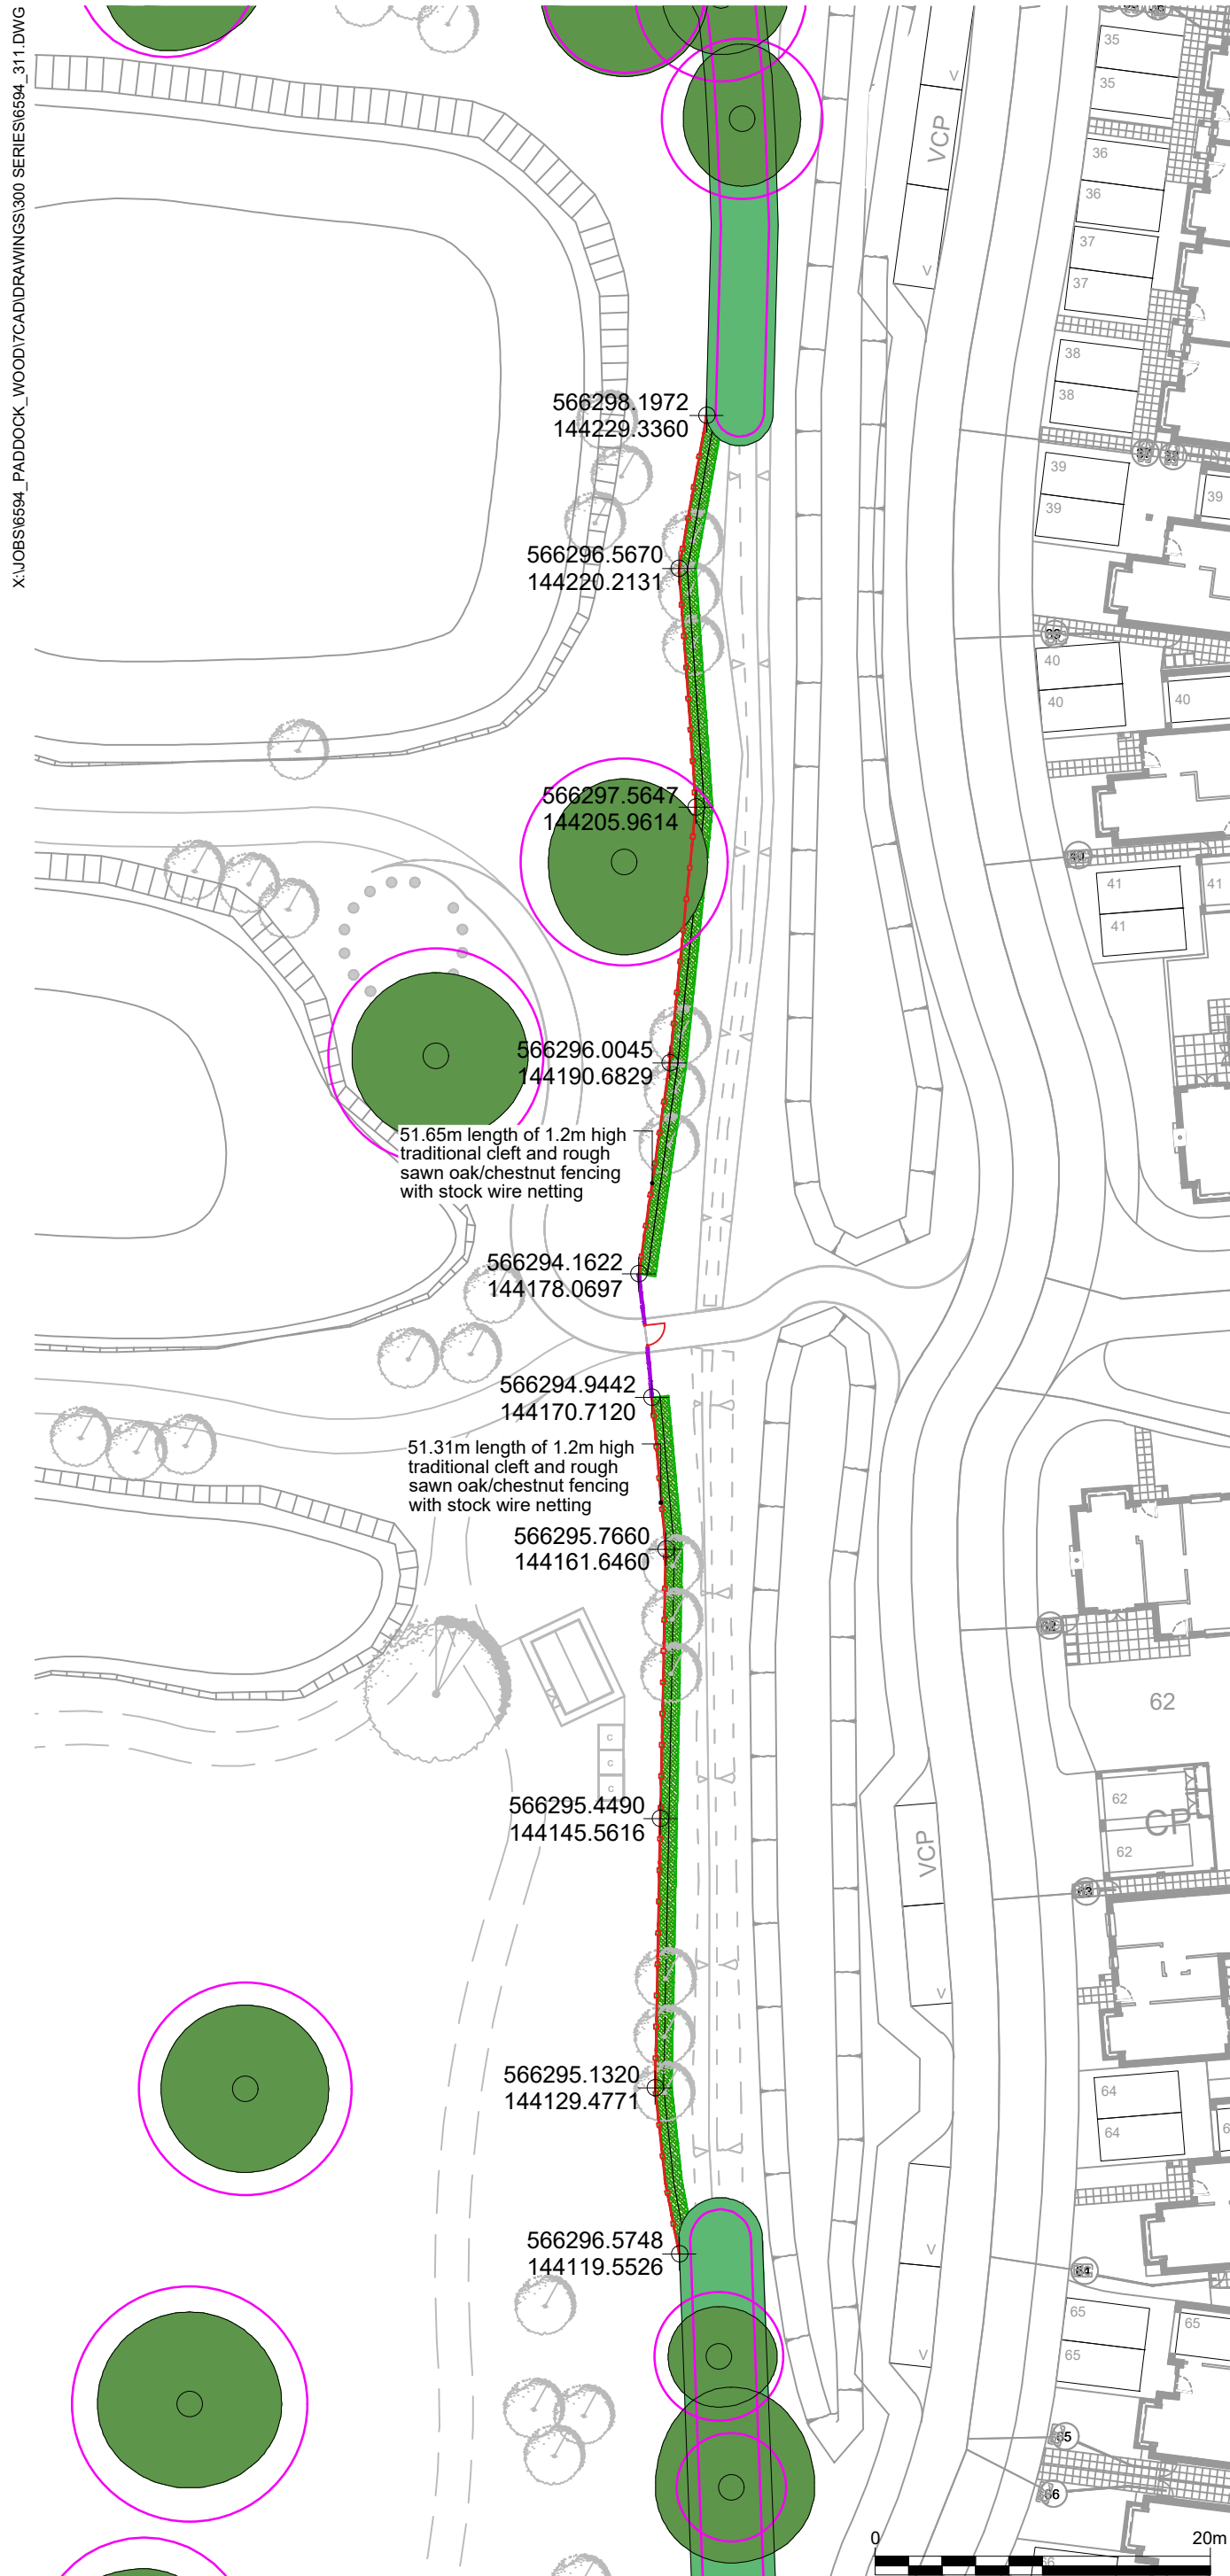 X:\JOBS\6594_PADDOCK_WOOD\7CAD\DRAWINGS\300 SERIES\6594_311.DWG
V
VCP
V
35
35
36
36
37
37
38
38
39
39
39
40
40
40
41
41
41
566298.1972
144229.3360
566296.5670
144220.2131
566297.5647
144205.9614
566296.0045
144190.6829
51.65m length of 1.2m high
traditional cleft and rough
sawn oak/chestnut fencing
with stock wire netting
566294.1622
144178.0697
566294.9442
144170.7120
51.31m length of 1.2m high
traditional cleft and rough
sawn oak/chestnut fencing
with stock wire netting
566295.7660
144161.6460
62
62
C
C
C
62
CP
62
566295.4490
144145.5616
VCP
63
V
566295.1320
144129.4771
64
64
566296.5748
144119.5526
V
64
65
65
65
V
65
66
0
20m
66